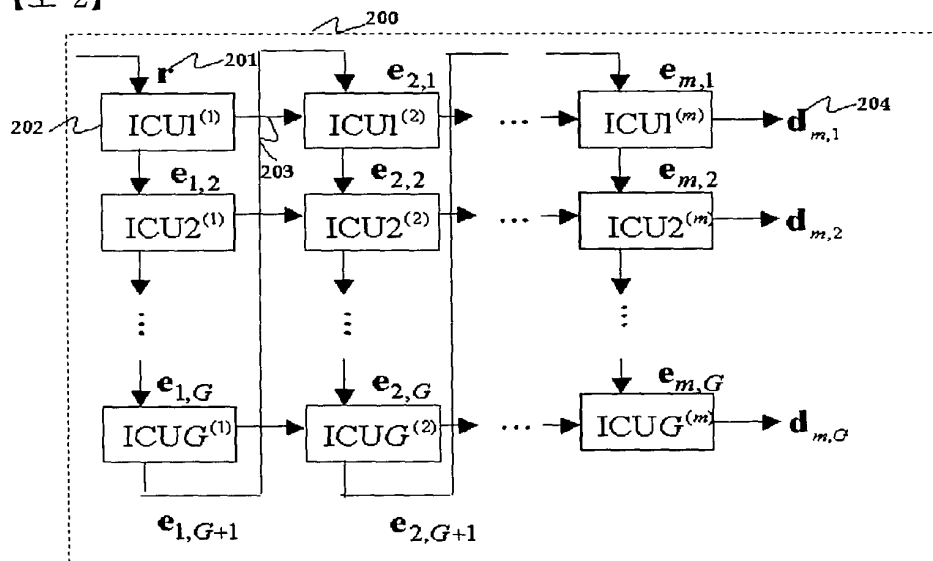 【도 2】
200
r 201 e2,1 em,1
202 ICU1(1) ICU1(2) ... ICU1(m) dm,1 204
203
e1,2 e2,2 em,2
ICU2(1) ICU2(2) ... ICU2(m) dm,2
... ... ...
e1,G e2,G em,G
ICUG(1) ICUG(2) ... ICUG(m) dm,G
e1,G+1 e2,G+1